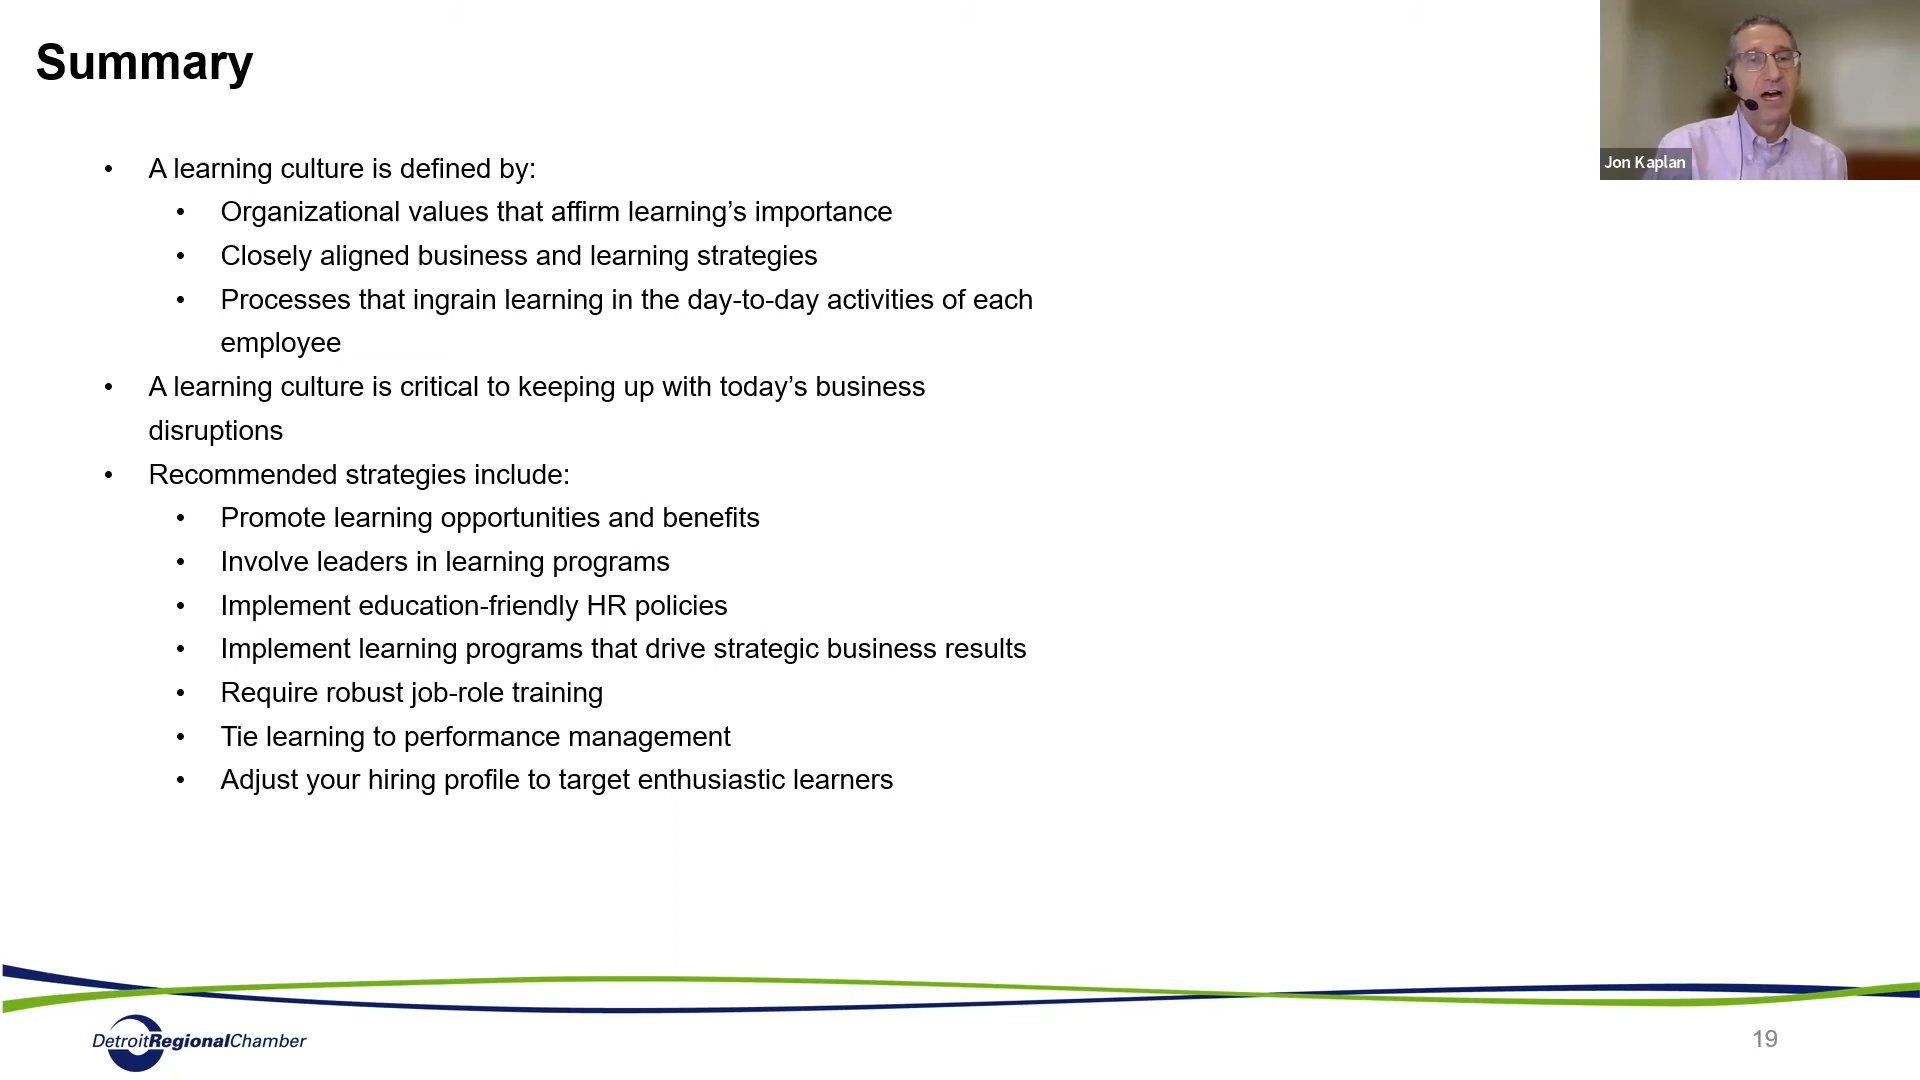 Summary
Jon Kaplan
• A learning culture is defined by:
• Organizational values that affirm learning’s importance
• Closely aligned business and learning strategies
• Processes that ingrain learning in the day-to-day activities of each
employee
• A learning culture is critical to keeping up with today’s business
disruptions
• Recommended strategies include:
• Promote learning opportunities and benefits
• Involve leaders in learning programs
• Implement education-friendly HR policies
• Implement learning programs that drive strategic business results
• Require robust job-role training
• Tie learning to performance management
• Adjust your hiring profile to target enthusiastic learners
DetroitRegionalChamber
19